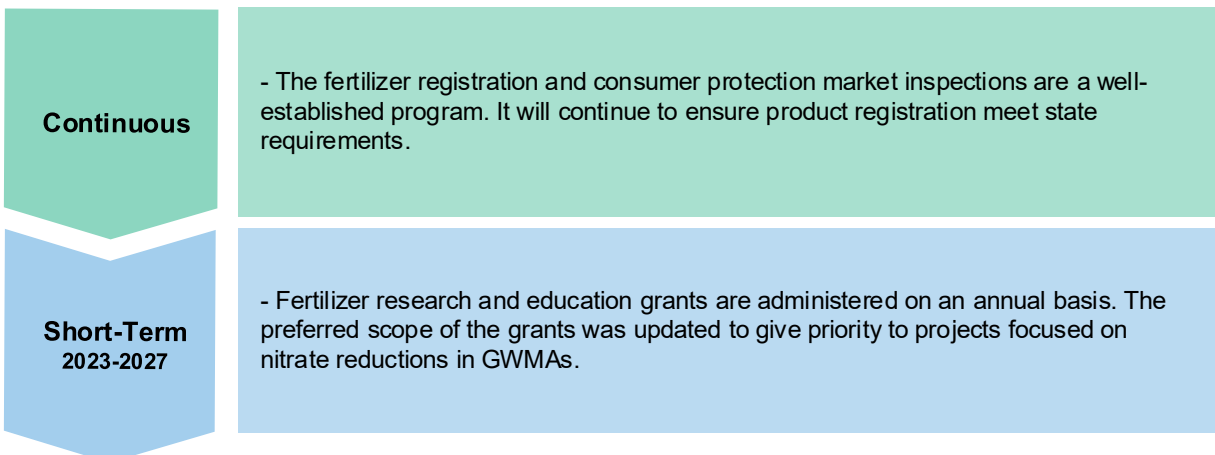 Continuous
- The fertilizer registration and consumer protection market inspections are a well-
established program. It will continue to ensure product registration meet state
requirements.
Short-Term
2023-2027
- Fertilizer research and education grants are administered on an annual basis. The
preferred scope of the grants was updated to give priority to projects focused on
nitrate reductions in GWMAs.